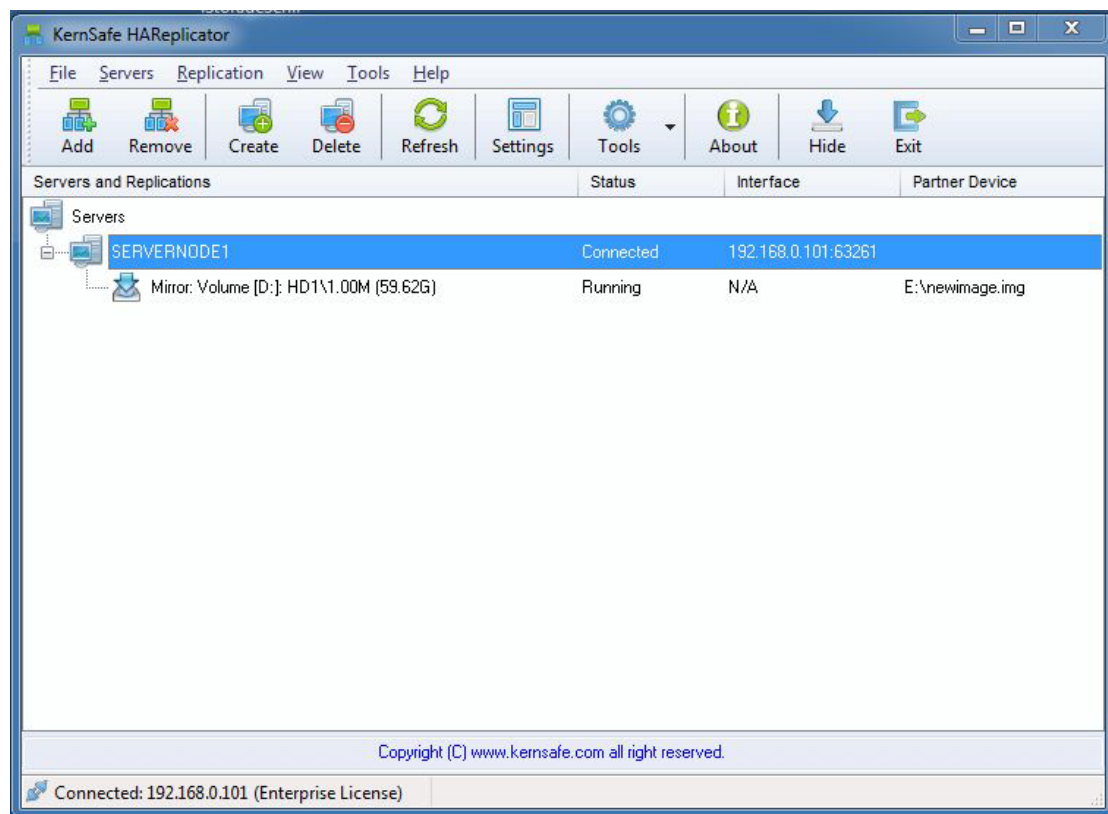 KernSafe HAReplicator
File Servers Replication View Tools Help
Add Remove Create Delete Refresh Settings Tools About Hide Exit
Servers and Replications Status Interface Partner Device
Servers
SERVERNODE1 Connected 192.168.0.101:63261
Mirror: Volume [D:]: HD1\1.00M (59.62G) Running N/A E:\newimage.img
Copyright (C) www.kernsafe.com all right reserved.
Connected: 192.168.0.101 (Enterprise License)